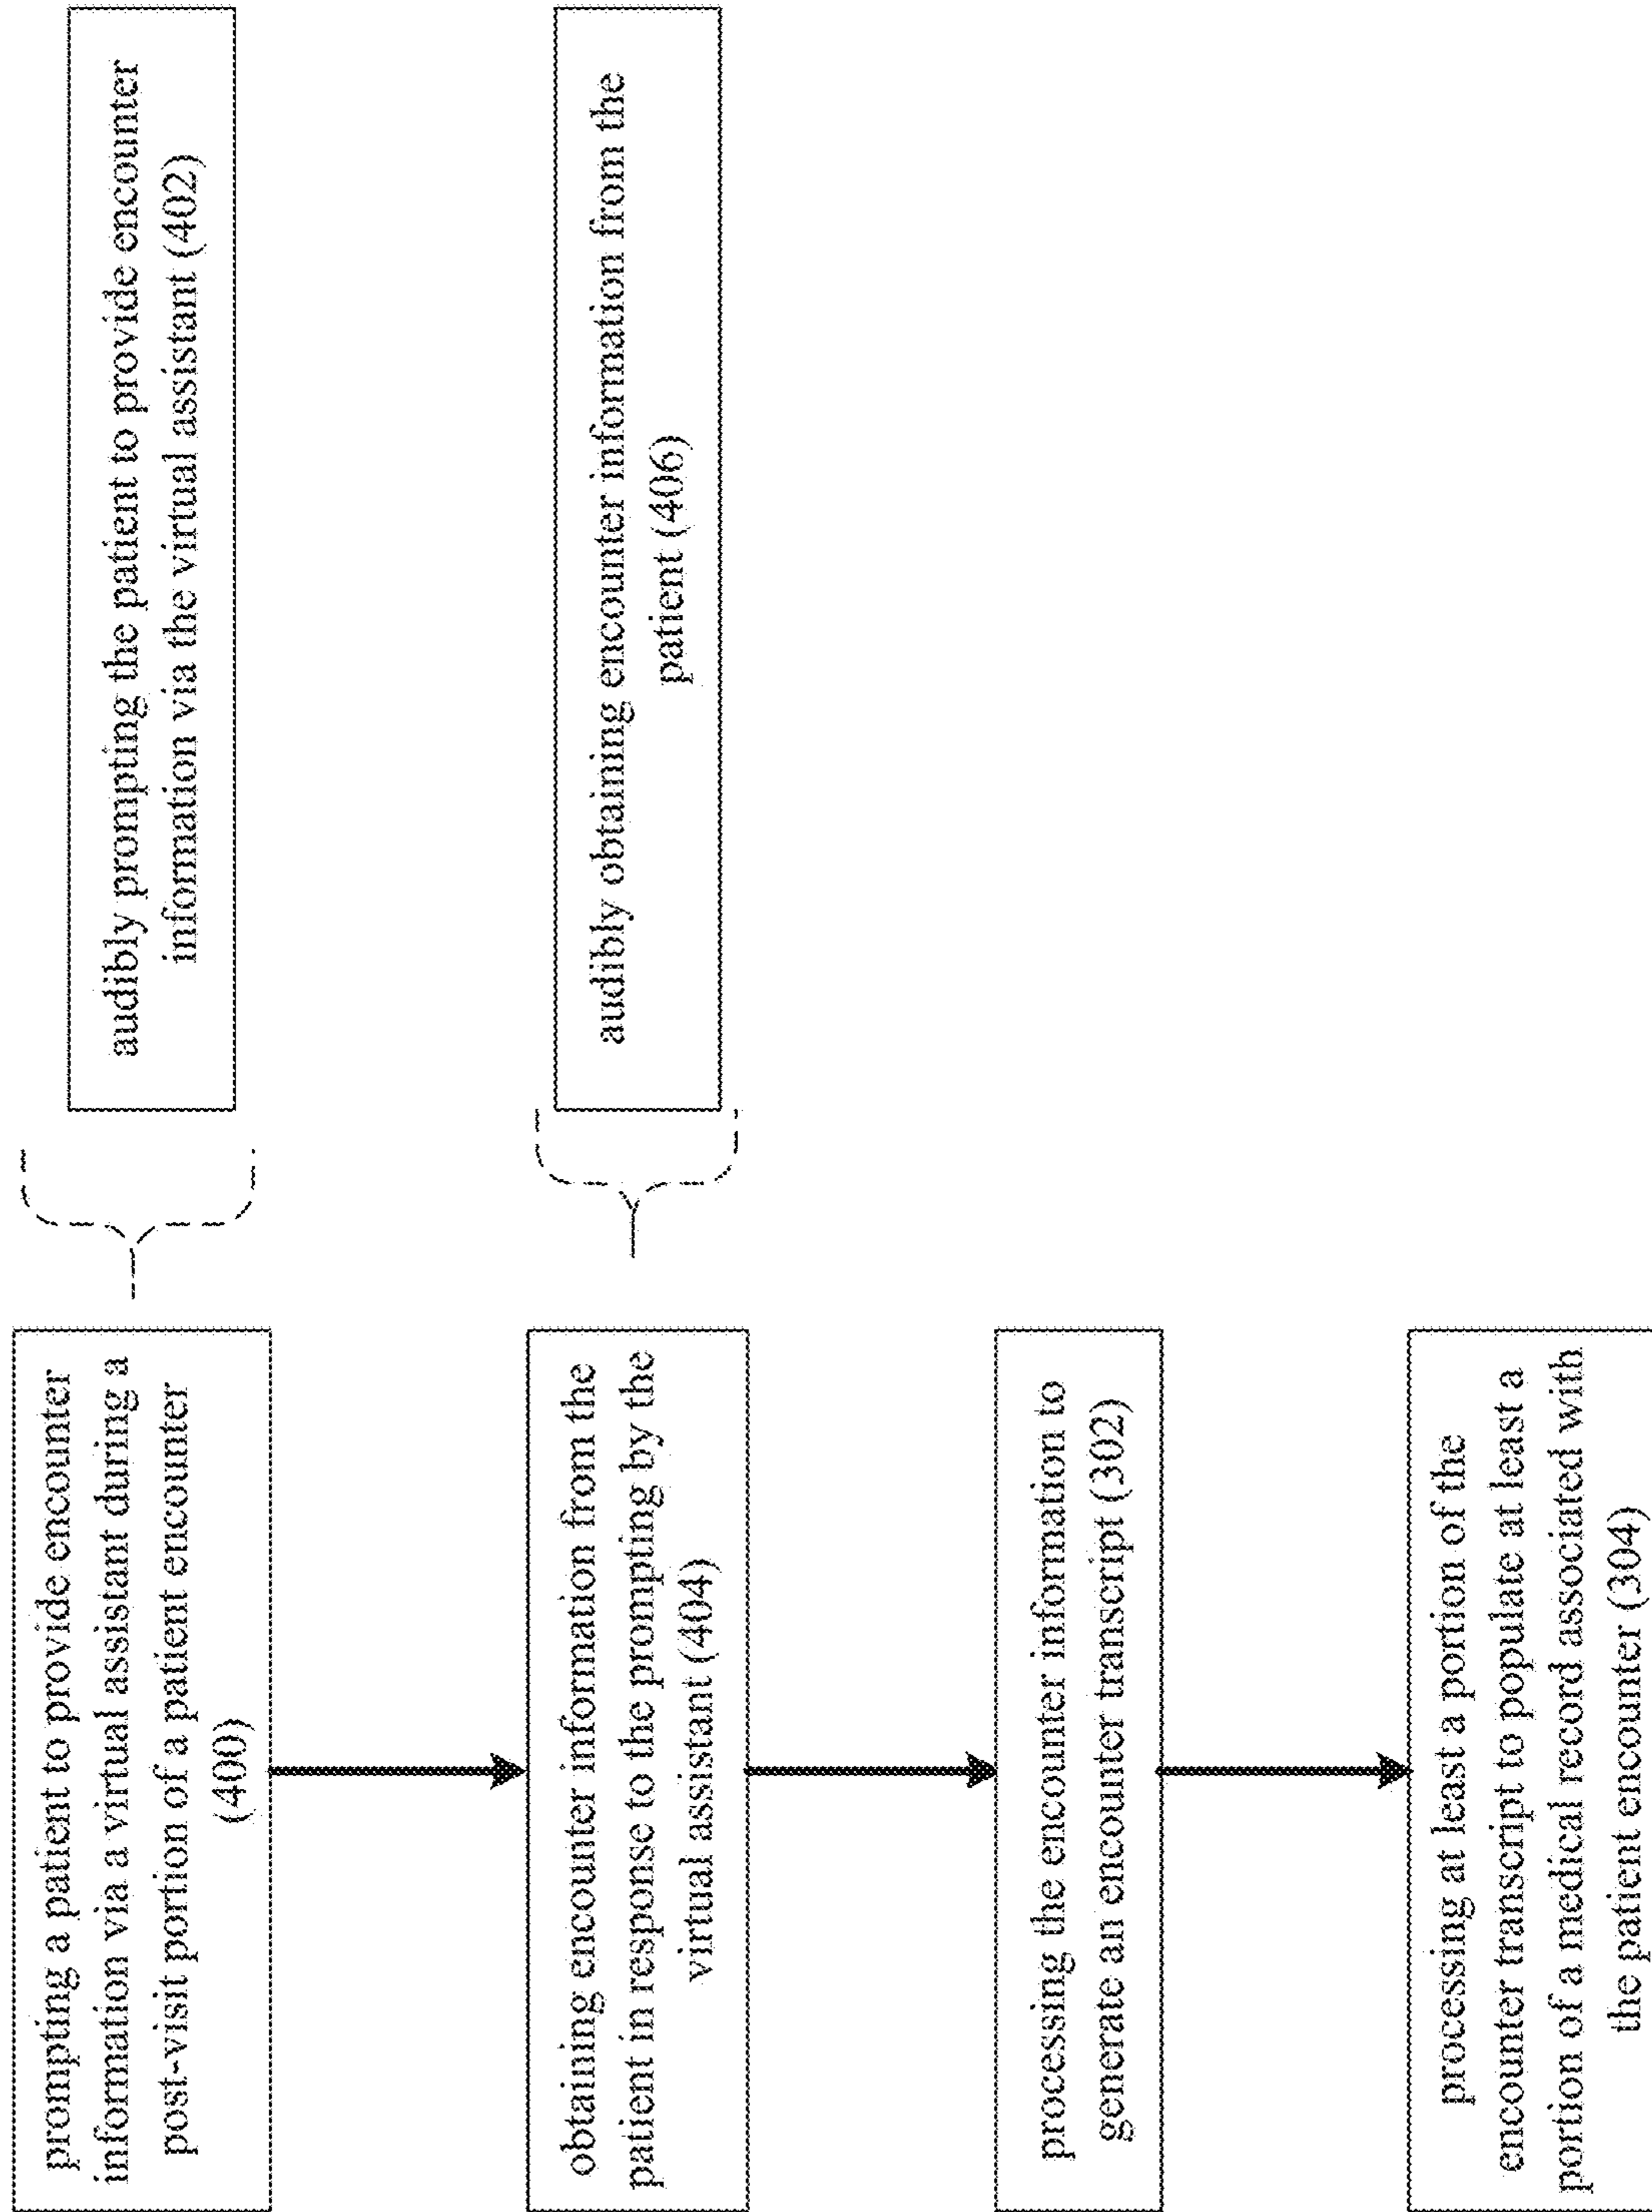 prompting a patient to provide encounter
information via a virtual assistant during a
post-visit portion of a patient encounter
(400)
audibly prompting the patient to provide encounter
information via the virtual assistant (402)
obtaining encounter information from the
patient in response to the prompting by the
virtual assistant (404)
audibly obtaining encounter information from the
patient (406)
processing the encounter information to
generate an encounter transcript (302)
processing at least a portion of the
encounter transcript to populate at least a
portion of a medical record associated with
the patient encounter (304)